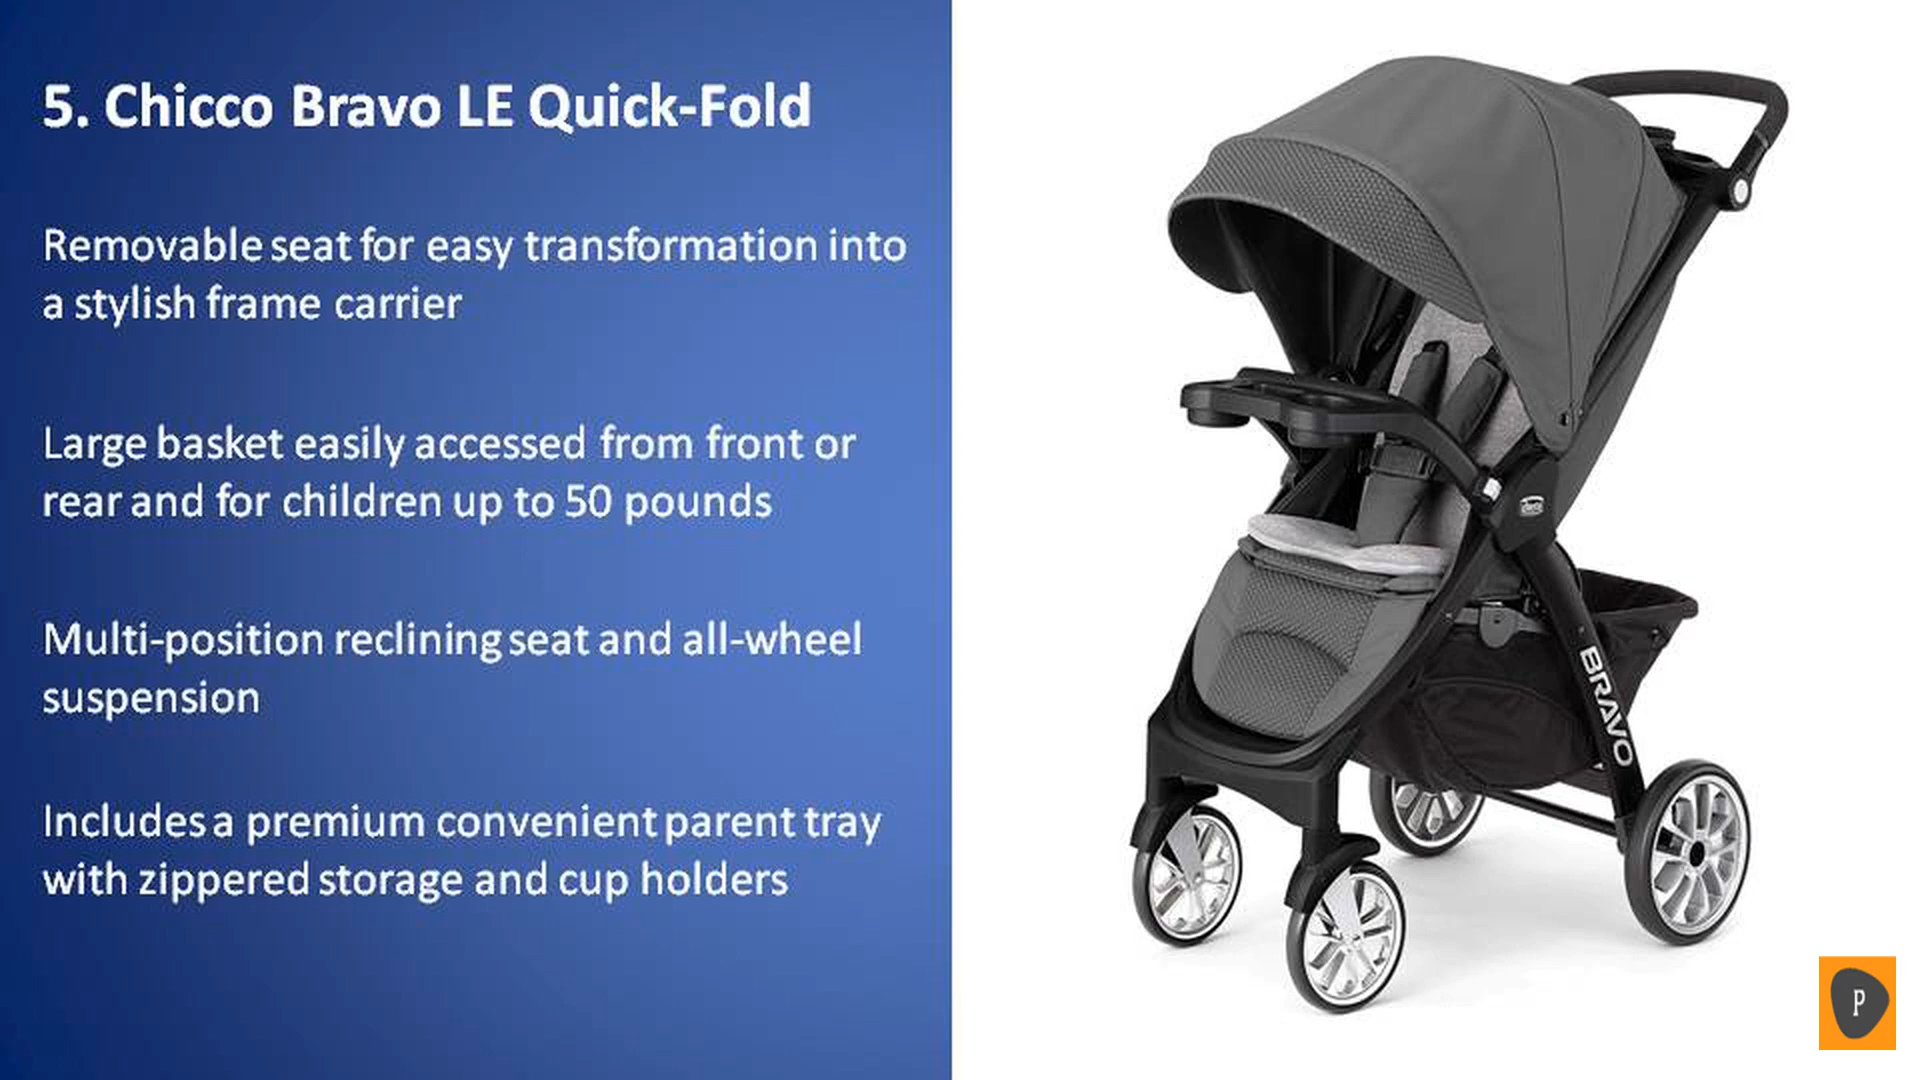 5. Chicco Bravo LE Quick-Fold
Removable seat for easy transformation into
a stylish frame carrier
Large basket easily accessed from front or
rear and for children up to 50 pounds
Multi-position reclining seat and all-wheel
suspension
Includes a premium convenient parent tray
with zippered storage and cup holders
BRAVO
P